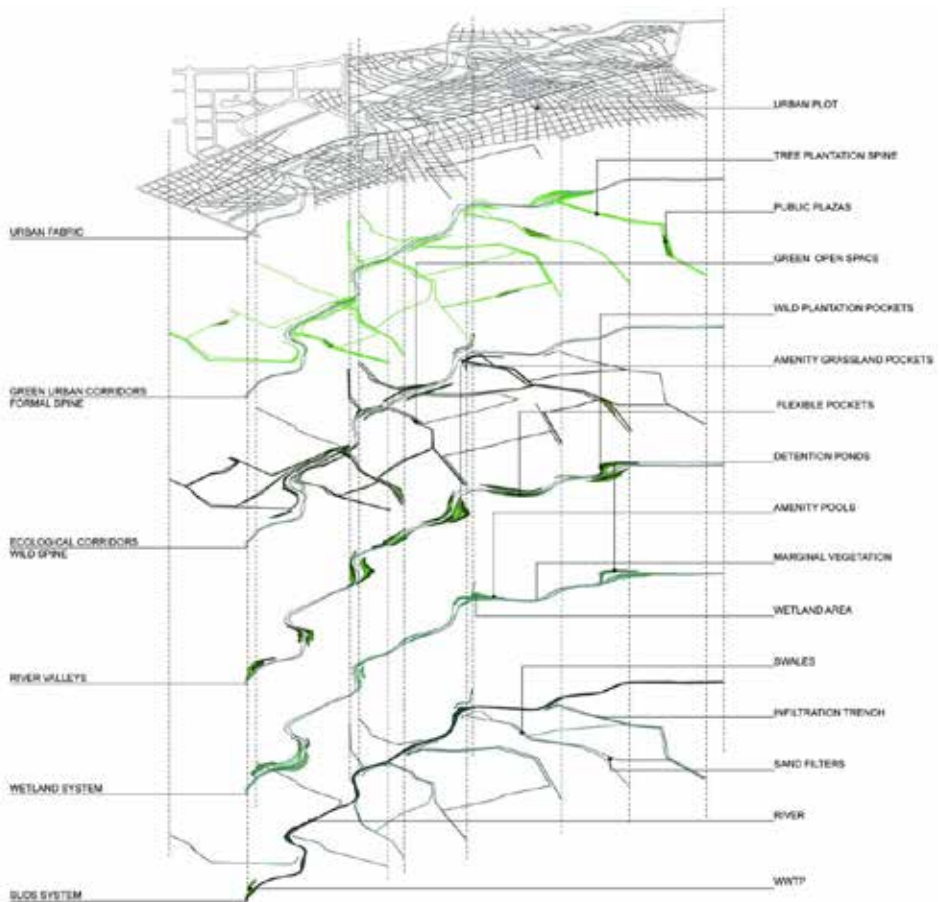 URBAN PLOT
TREE PLANTATION SPINE
PUBLIC PLAZAS
URBAN FABRIC
GREEN OPEN SPACE
WILD PLANTATION POCKETS
AMENITY GRASSLAND POCKETS
GREEN URBAN CORRIDORS
FORMAL SPINE
FLEXIBLE POCKETS
DETENTION PONDS
AMENITY POOLS
ECOLOGICAL CORRIDORS
WILD SPINE
MARGINAL VEGETATION
WETLAND AREA
SWALES
RIVER VALLEYS
INFILTRATION TRENCH
SAND FILTERS
WETLAND SYSTEM
RIVER
WWTP
SUDS SYSTEM